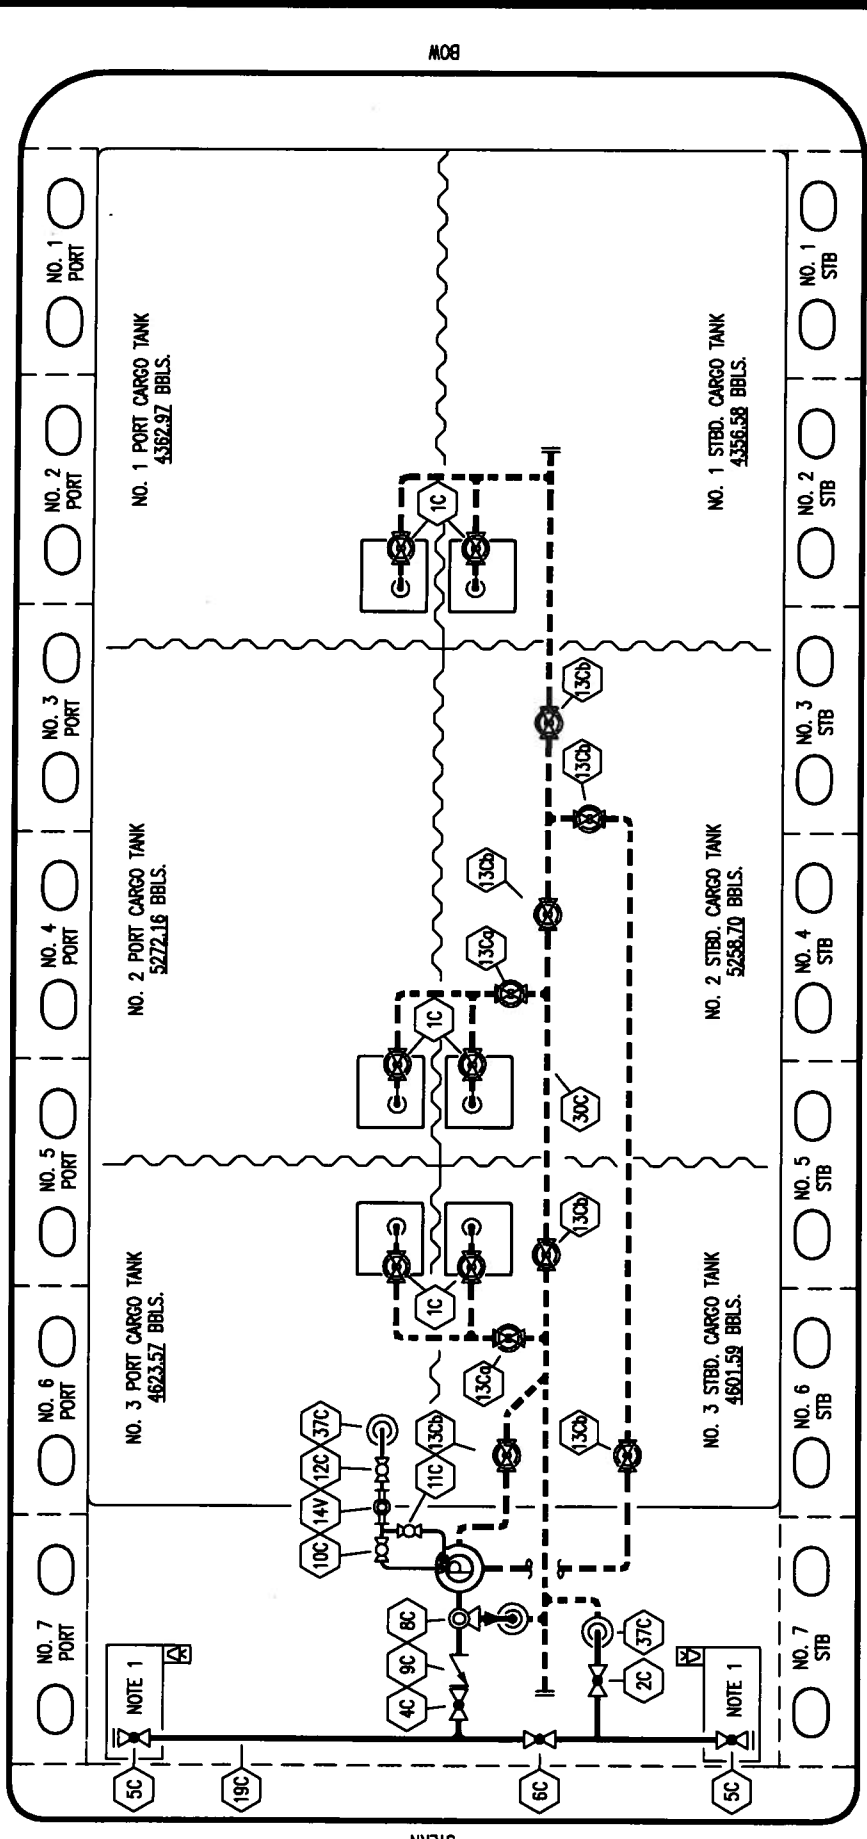 BOW
NO. 1
PORT
NO. 1
STB
NO. 1 PORT CARGO TANK
4362.97 BBLS.
NO. 1 STBD. CARGO TANK
4356.58 BBLS.
NO. 2
PORT
NO. 2
STB
1C
NO. 3
PORT
NO. 3
STB
13Cb
13Cb
NO. 2 PORT CARGO TANK
5272.16 BBLS.
NO. 2 STBD. CARGO TANK
5258.70 BBLS.
13Cb
13Ca
NO. 4
PORT
NO. 4
STB
1C
30C
NO. 5
PORT
NO. 5
STB
13Cb
1C
NO. 3 PORT CARGO TANK
4623.57 BBLS.
NO. 3 STBD. CARGO TANK
4601.59 BBLS.
13Ca
NO. 6
PORT
NO. 6
STB
37C
12C
14V
10C
13Cb
11C
13Cb
P
NO. 7
PORT
NO. 7
STB
8C
9C
4C
37C
2C
NOTE 1
NOTE 1
5C
19C
6C
5C
STERN